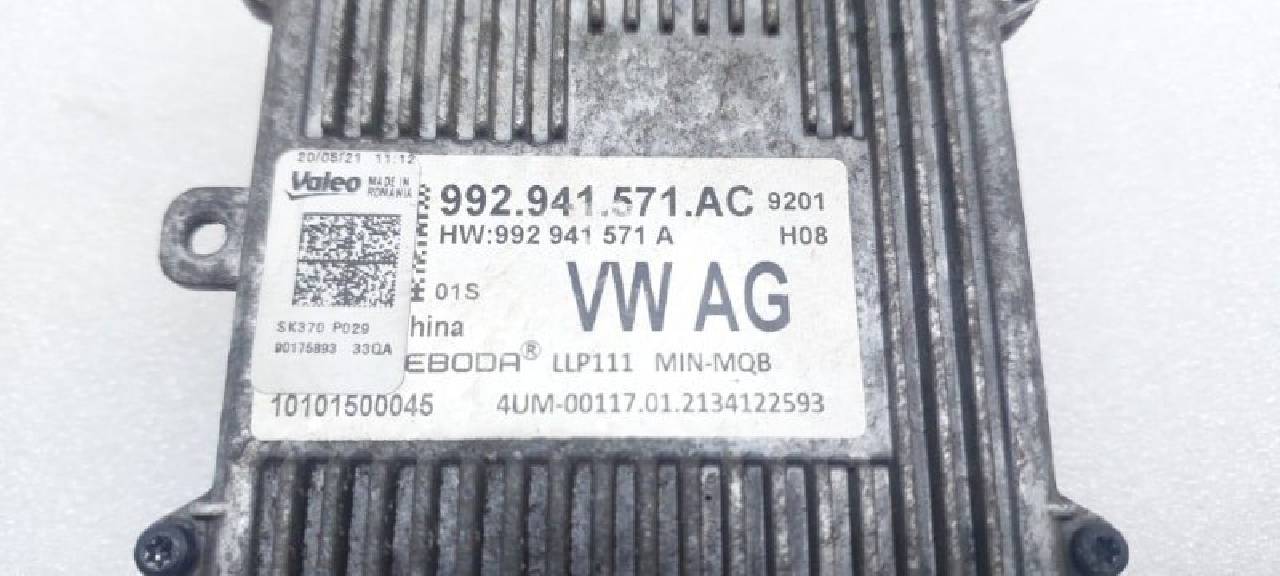 20/05/21 11:12
Valeo MADE IN ROMANIA
SK370 P029
90175893 33QA
992.941.571.AC 9201
HW:992 941 571 A H08
01S
VW AG
hina
EBODA® LLP111 MIN-MQB
10101500045 4UM-00117.01.2134122593